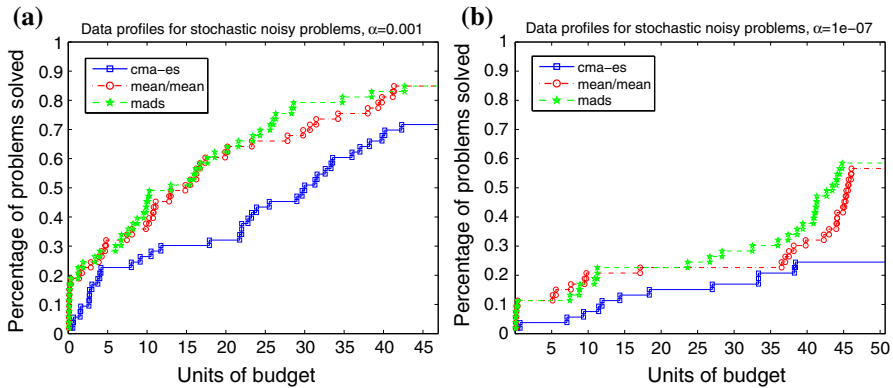 (a)
Data profiles for stochastic noisy problems, α=0.001
Percentage of problems solved
1
0.9
0.8
0.7
0.6
0.5
0.4
0.3
0.2
0.1
0
cma−es
mean/mean
mads
0 5 10 15 20 25 30 35 40 45
Units of budget
(b)
Data profiles for stochastic noisy problems, α=1e−07
Percentage of problems solved
1
0.9
0.8
0.7
0.6
0.5
0.4
0.3
0.2
0.1
0
cma−es
mean/mean
mads
5 10 15 20 25 30 35 40 45 50
Units of budget